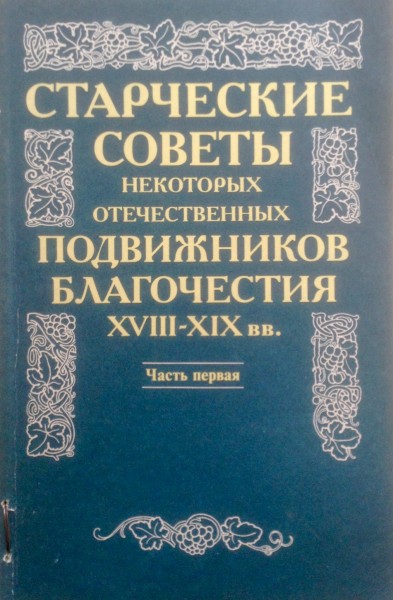 СТАРЧЕСКИЕ
СОВЕТЫ
НЕКОТОРЫХ
ОТЕЧЕСТВЕННЫХ
ПОДВИЖНИКОВ
БЛАГОЧЕСТИЯ
XVIII-XIX вв.
Часть первая